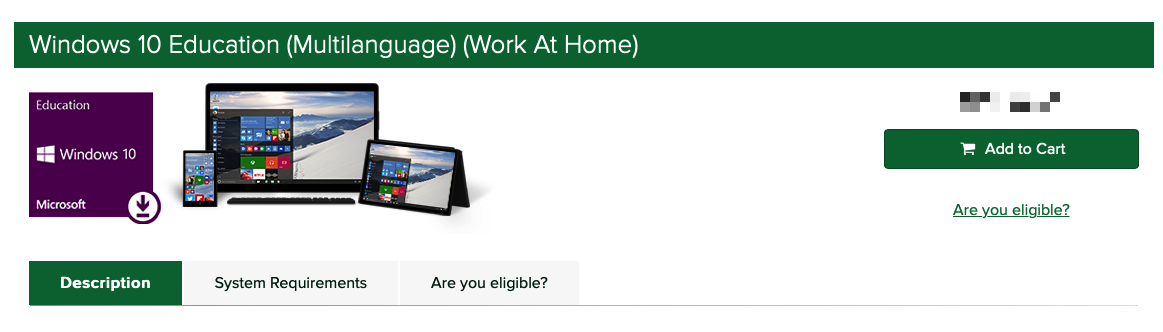 Windows 10 Education (Multilanguage) (Work At Home)
Education
Windows 10
Microsoft
Add to Cart
Are you eligible?
Description
System Requirements
Are you eligible?